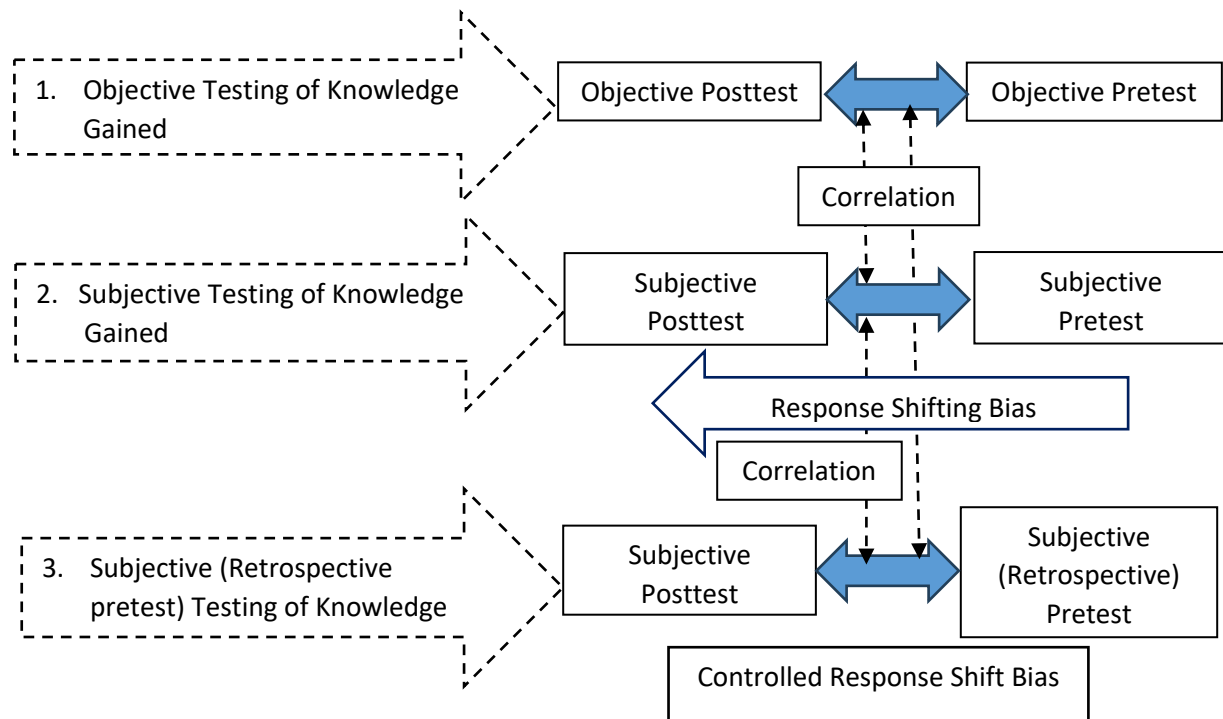 1. Objective Testing of Knowledge
Gained
Objective Posttest
Objective Pretest
Correlation
2. Subjective Testing of Knowledge
Gained
Subjective
Posttest
Subjective
Pretest
Response Shifting Bias
Correlation
3. Subjective (Retrospective
pretest) Testing of Knowledge
Subjective
Posttest
Subjective
(Retrospective)
Pretest
Controlled Response Shift Bias